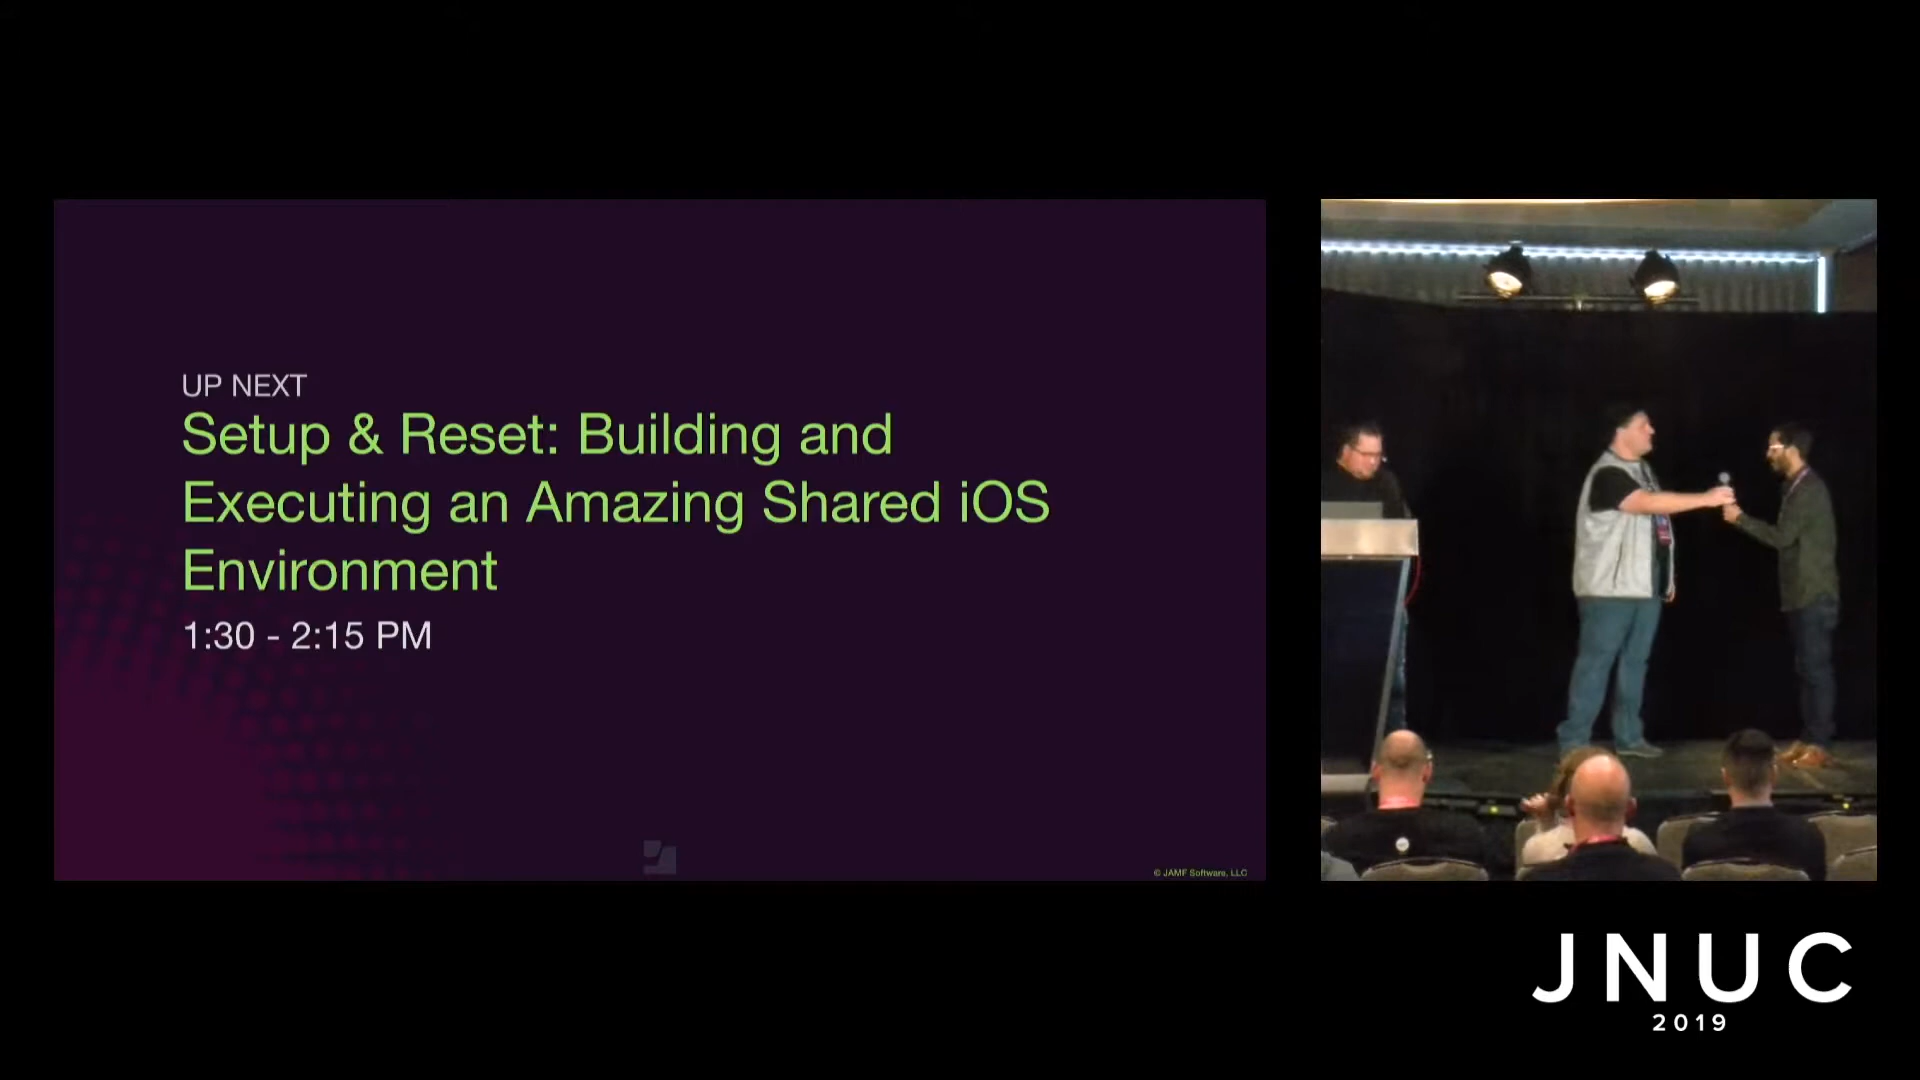 UP NEXT
Setup & Reset: Building and
Executing an Amazing Shared iOS
Environment
1:30 - 2:15 PM
© JAMF Software, LLC
JNUC
2019